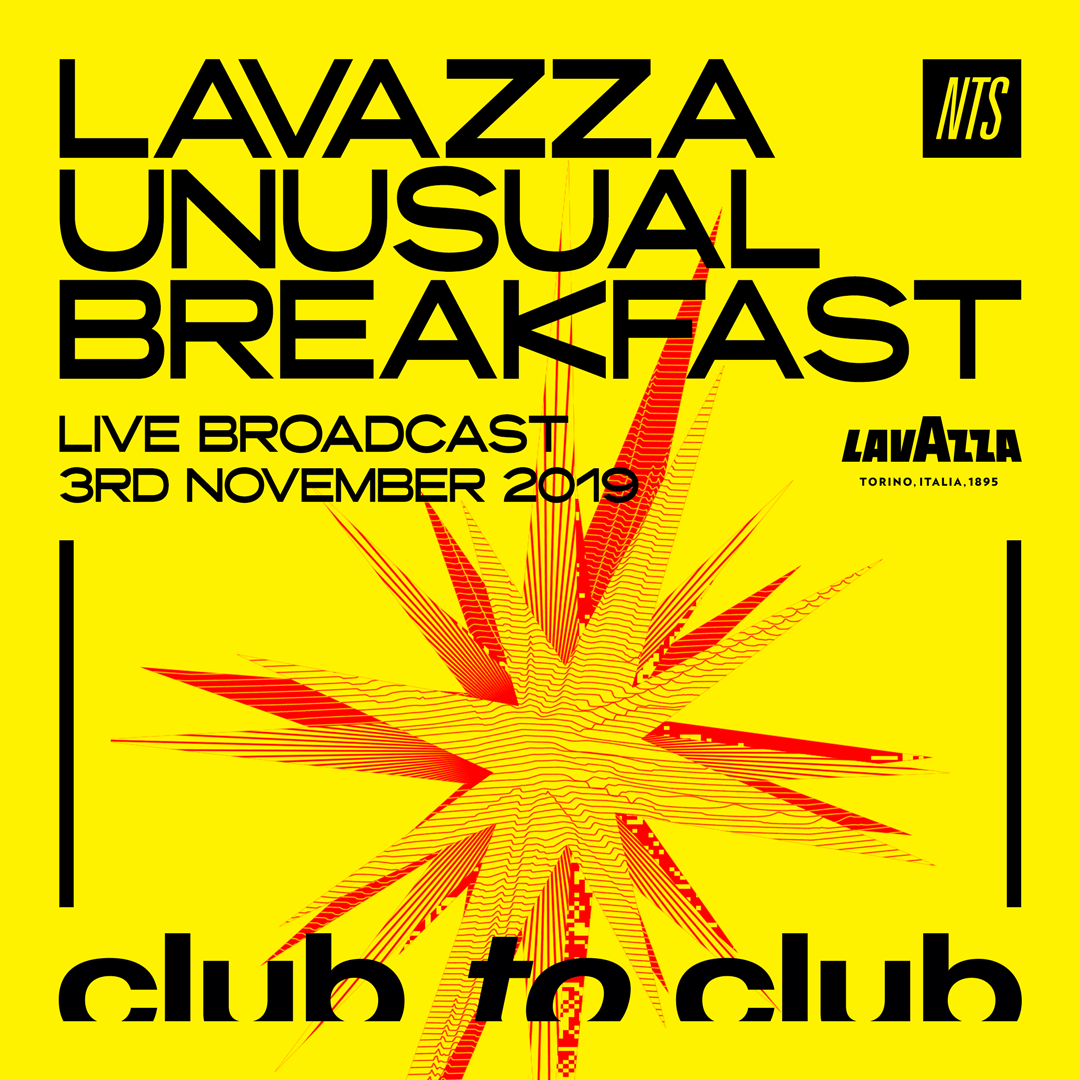 LAVAZZA
NTS
UNUSUAL
BREAKFAST
LIVE BROADCAST
3RD NOVEMBER 2019
LAVAZZA
TORINO, ITALIA, 1895
club to club